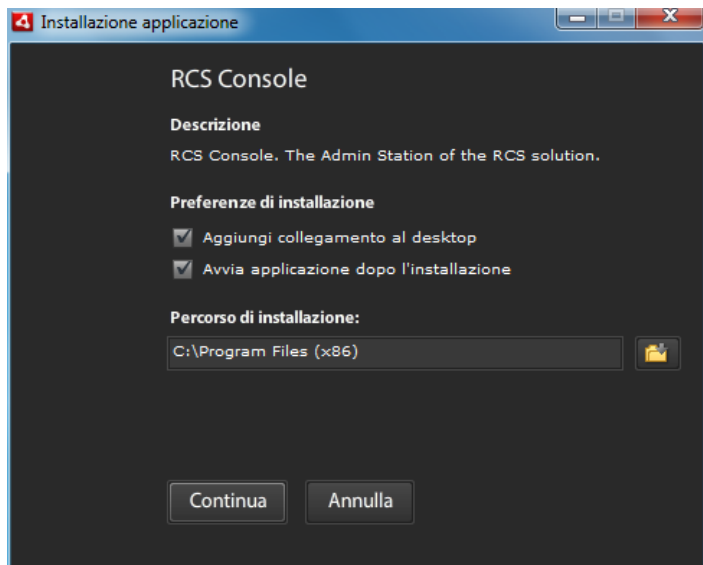 Installazione applicazione
RCS Console
Descrizione
RCS Console. The Admin Station of the RCS solution.
Preferenze di installazione
Aggiungi collegamento al desktop
Avvia applicazione dopo l'installazione
Percorso di installazione:
C:\Program Files (x86)
Continua
Annulla